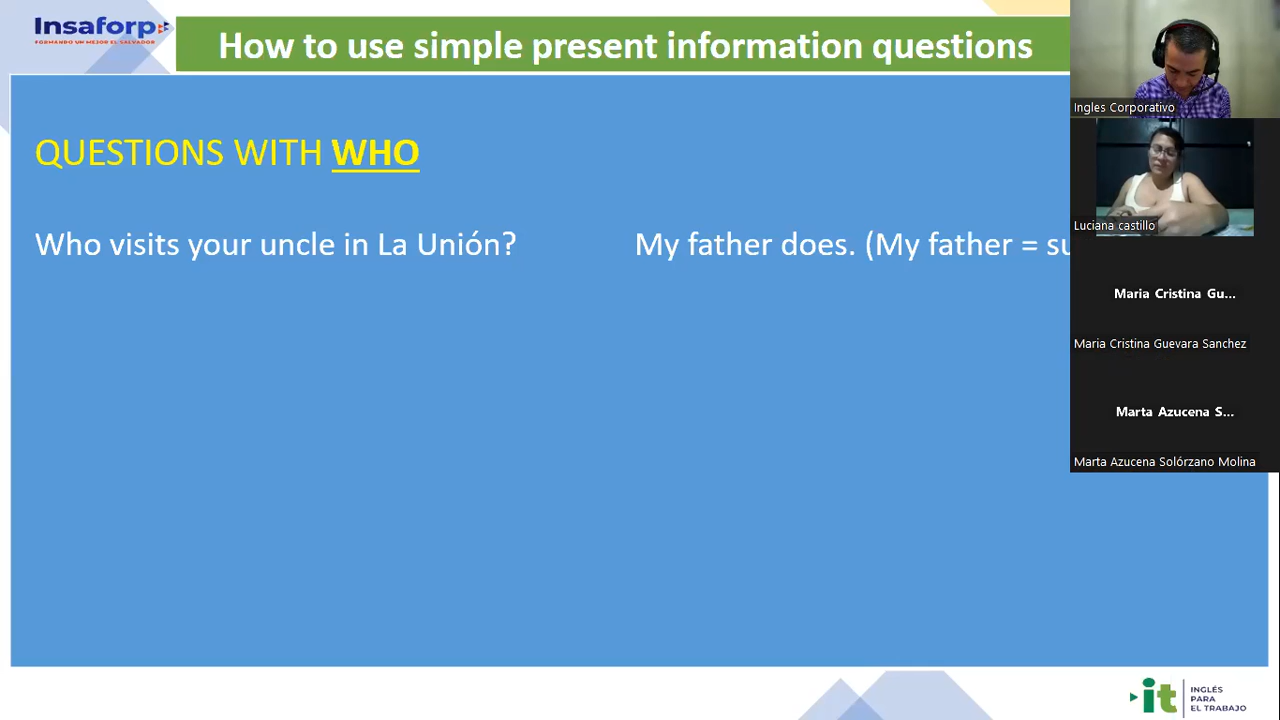 Insaforp
FORMANDO UN MEJOR EL SALVADOR
How to use simple present information questions
QUESTIONS WITH WHO
Who visits your uncle in La Unión? My father does. (My father = su
Ingles Corporativo
Luciana castillo
Maria Cristina Gu...
Maria Cristina Guevara Sanchez
Marta Azucena S...
Marta Azucena Solórzano Molina
it
INGLÉS
PARA
EL TRABAJO